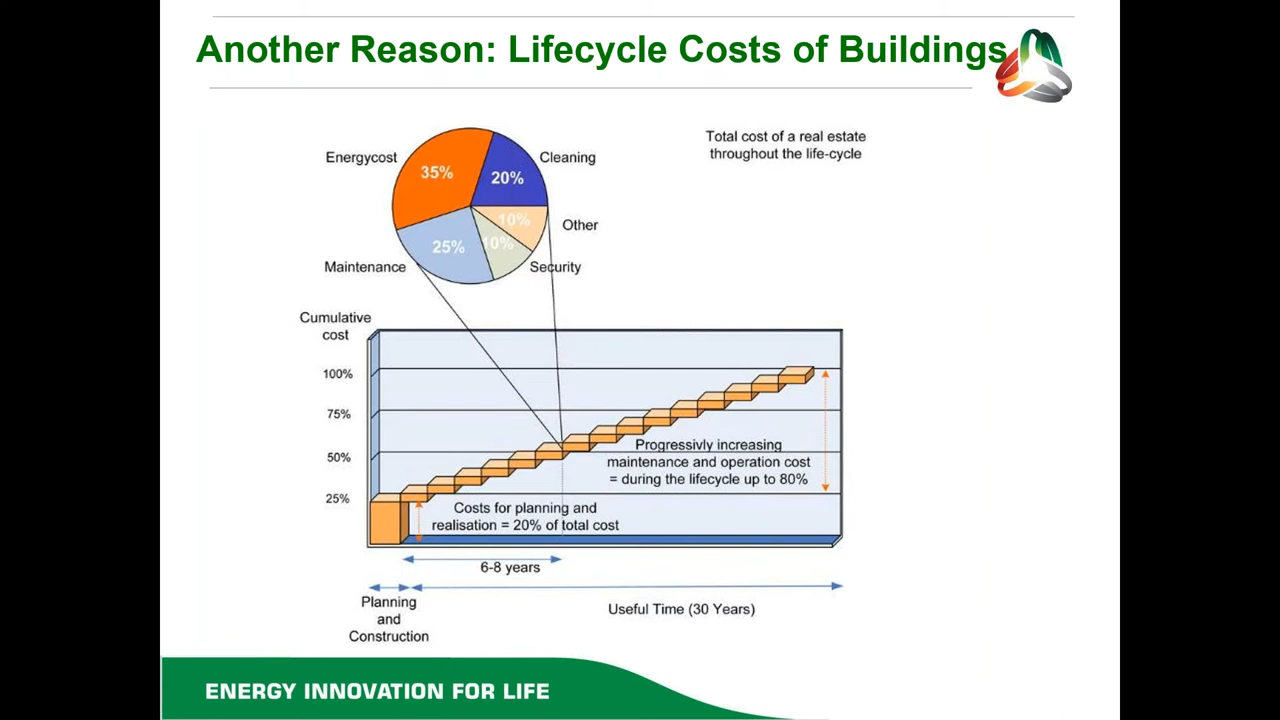 Another Reason: Lifecycle Costs of Buildings
Total cost of a real estate
throughout the life-cycle
Energycost
35%
Cleaning
20%
Other
10%
Security
10%
Maintenance
25%
Cumulative
cost
100%
75%
50%
25%
Progressivly increasing
maintenance and operation cost
= during the lifecycle up to 80%
Costs for planning and
realisation = 20% of total cost
6-8 years
Useful Time (30 Years)
Planning
and
Construction
ENERGY INNOVATION FOR LIFE